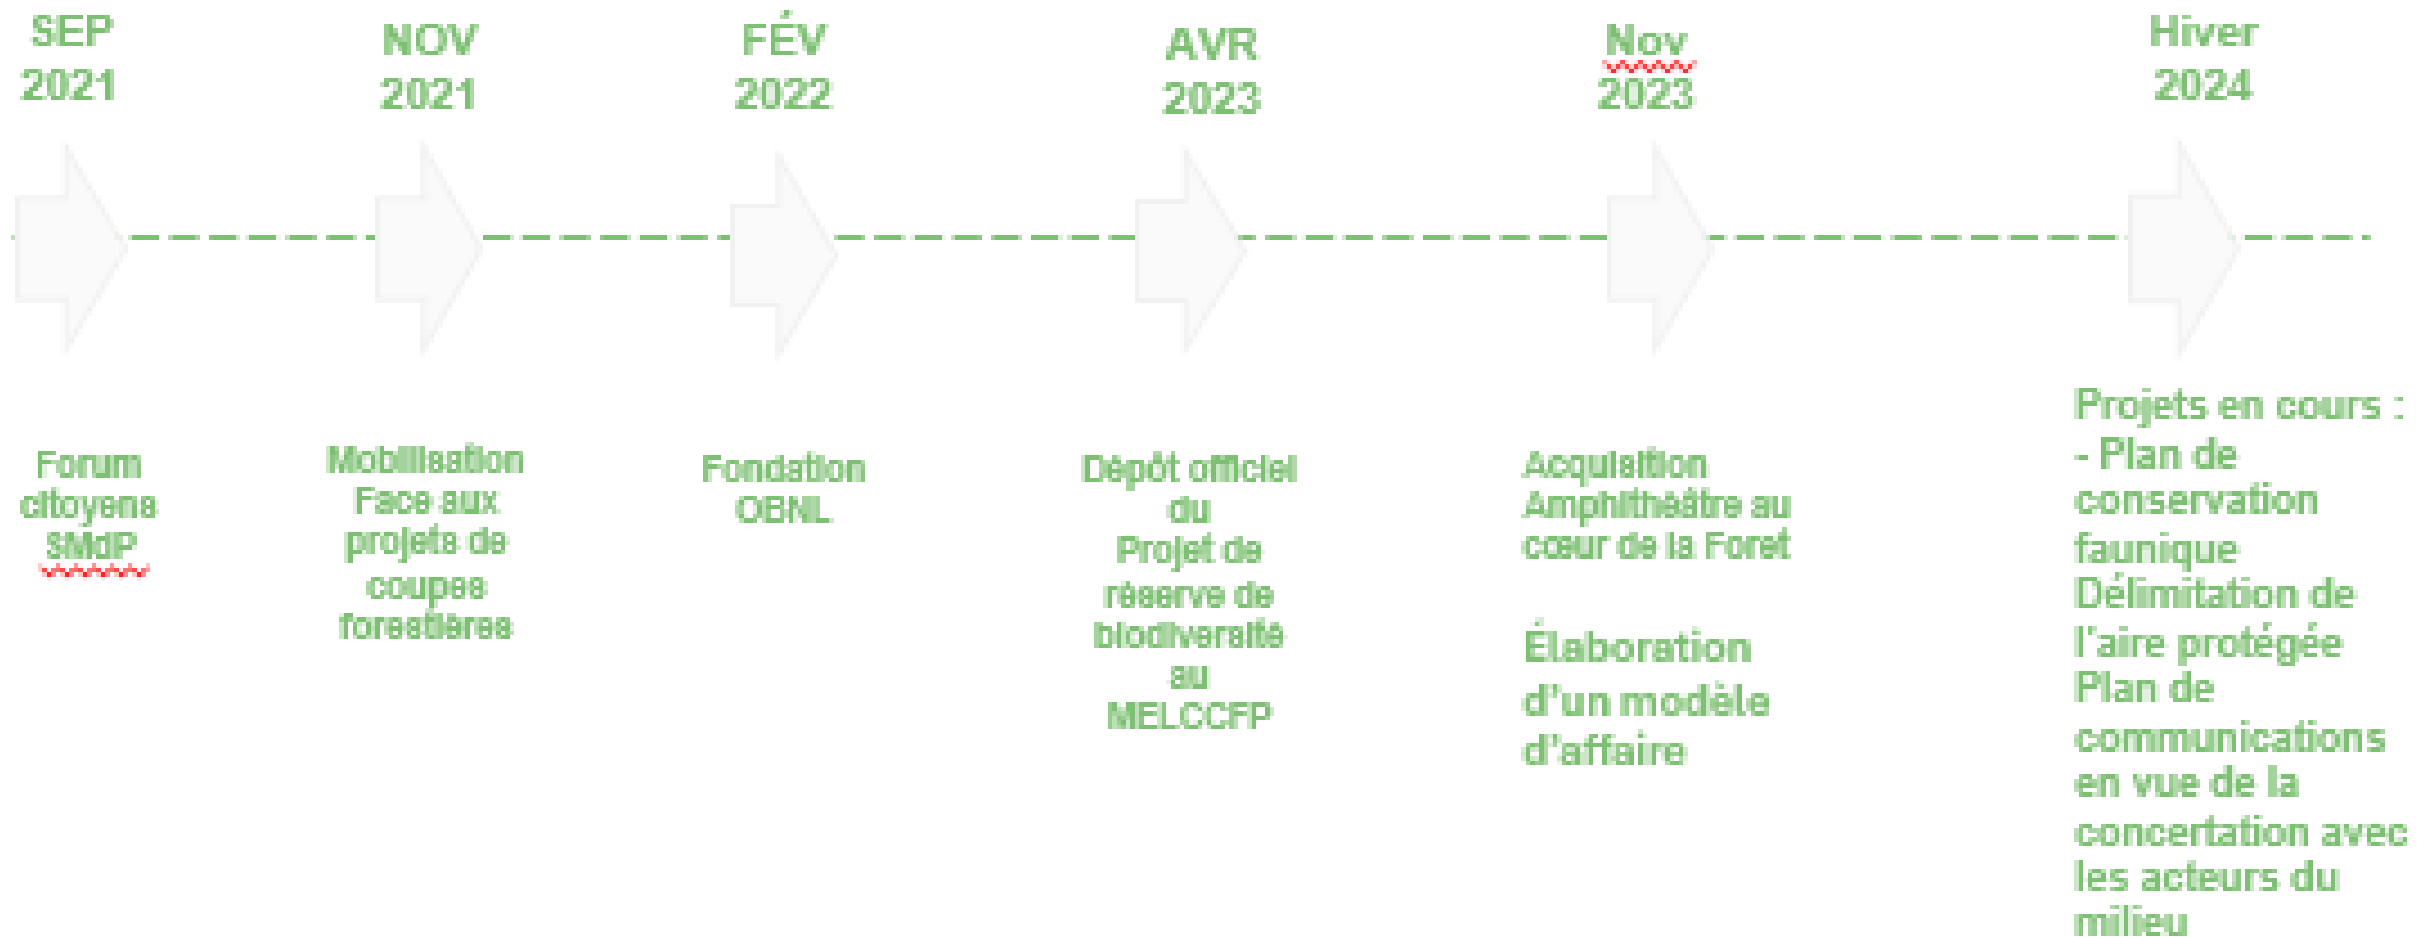 SEP
2021
NOV
2021
FÉV
2022
AVR
2023
Nov
2023
Hiver
2024
Forum
citoyens
SMdP
Mobilisation
Face aux
projets de
coupes
forestières
Fondation
OBNL
Dépôt officiel
du
Projet de
réserve de
biodiversité
au
MELCCFP
Acquisition
Amphithéâtre au
cœur de la Foret
Élaboration
d'un modèle
d'affaire
Projets en cours :
- Plan de
conservation
faunique
Délimitation de
l'aire protégée
Plan de
communications
en vue de la
concertation avec
les acteurs du
milieu